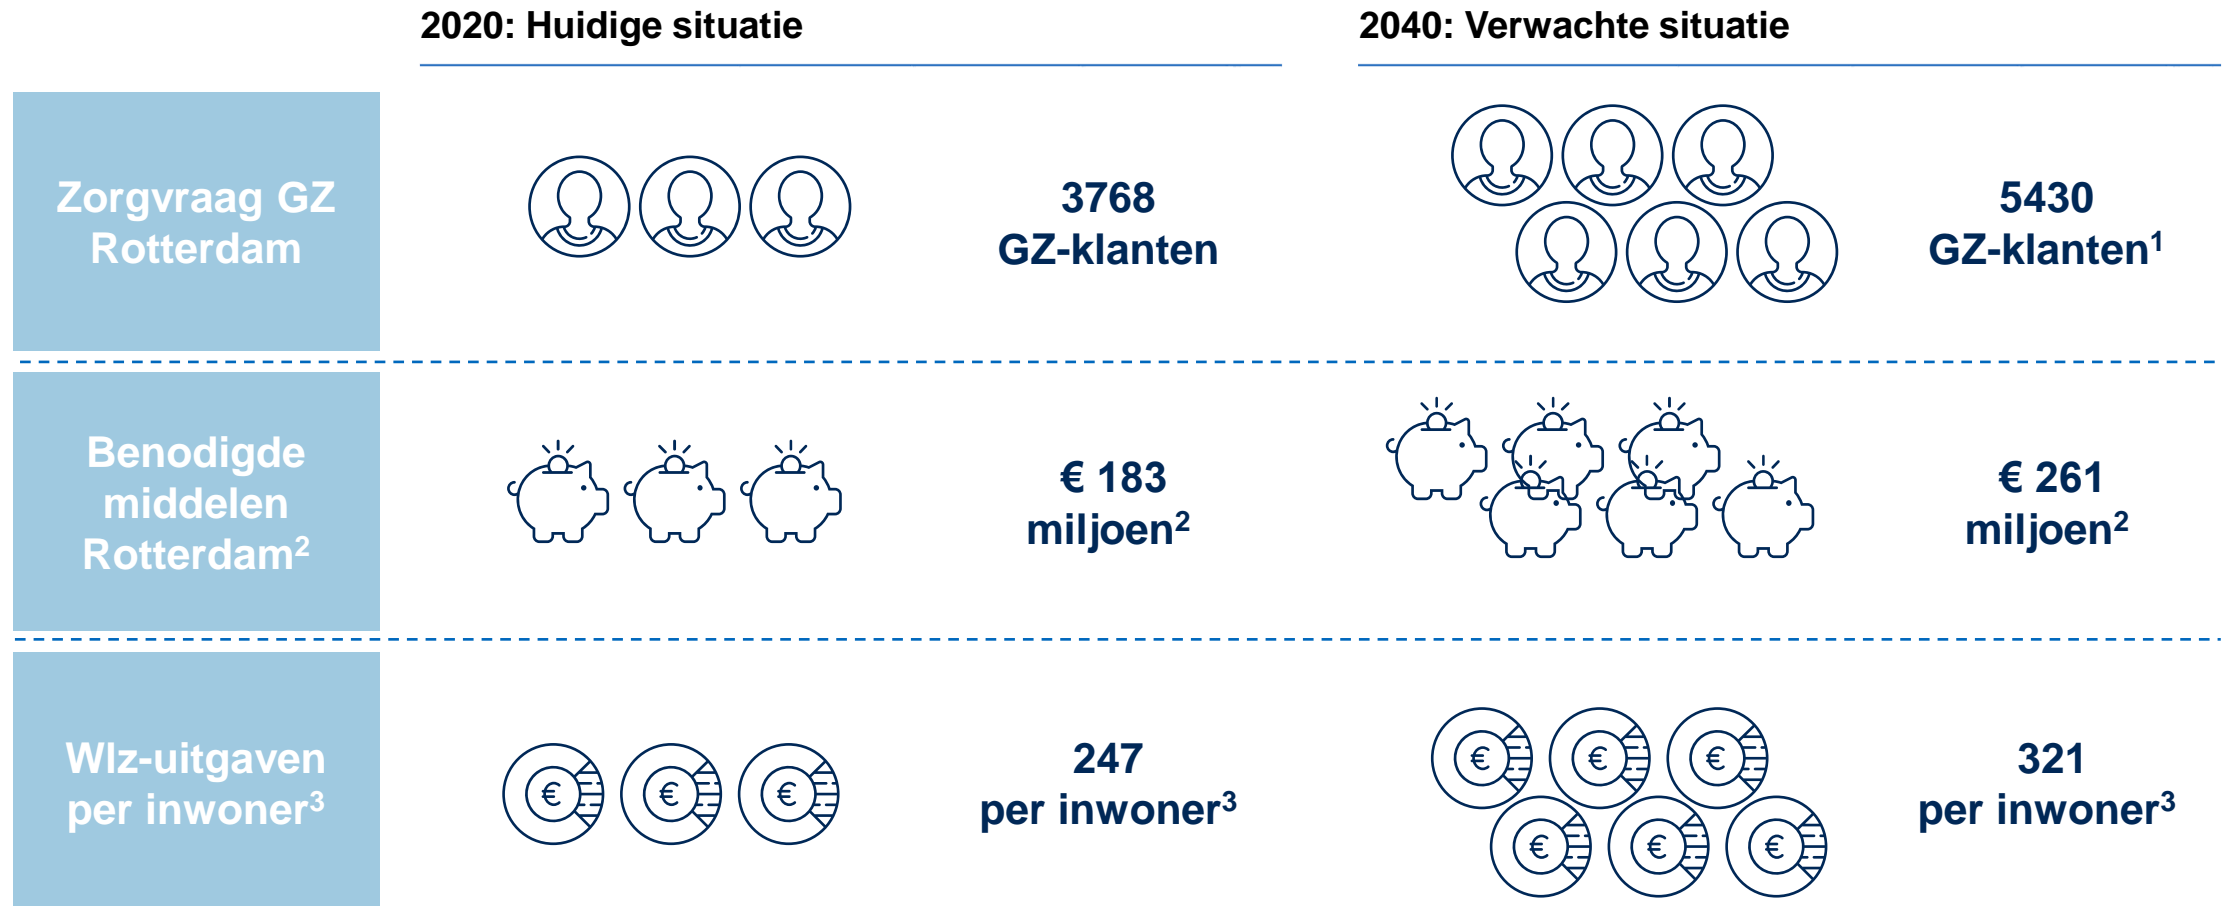 2020: Huidige situatie
2040: Verwachte situatie
Zorgvraag GZ
Rotterdam
3768
GZ-klanten
5430
GZ-klanten¹
Benodigde
middelen
Rotterdam²
€ 183
miljoen²
€ 261
miljoen²
Wlz-uitgaven
per inwoner³
€ € €
247
per inwoner³
€ € €
€ € €
321
per inwoner³